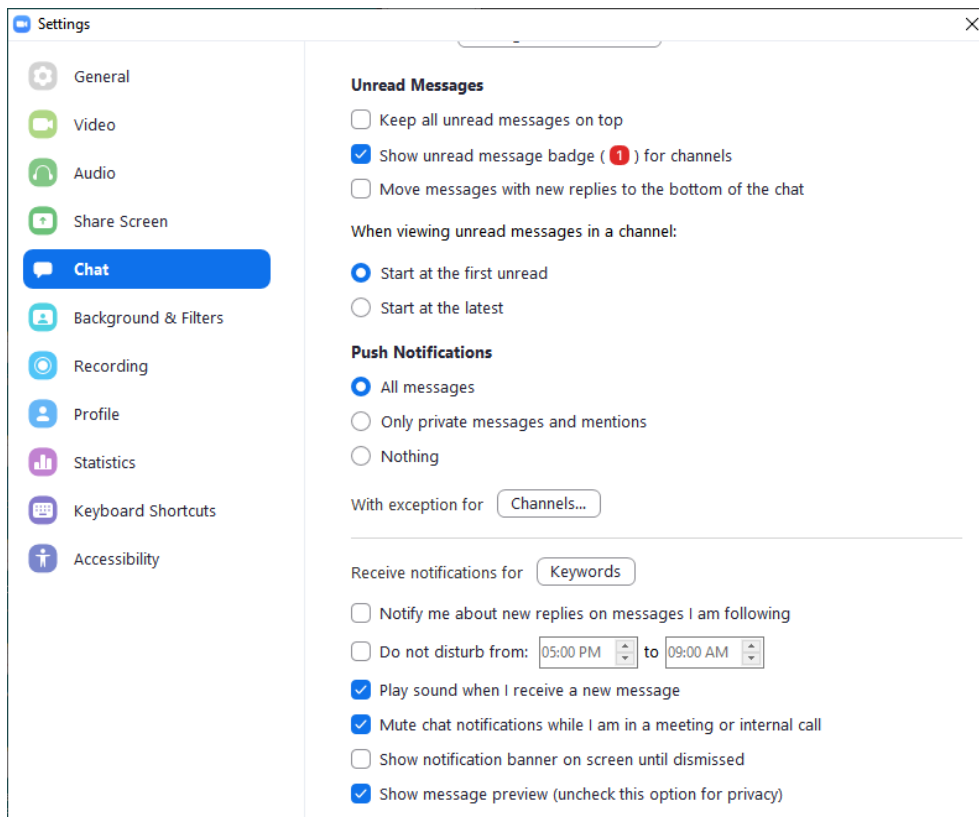 Settings
General
Video
Audio
Share Screen
Chat
Background & Filters
Recording
Profile
Statistics
Keyboard Shortcuts
Accessibility
Unread Messages
Keep all unread messages on top
Show unread message badge ( 1 ) for channels
Move messages with new replies to the bottom of the chat
When viewing unread messages in a channel:
Start at the first unread
Start at the latest
Push Notifications
All messages
Only private messages and mentions
Nothing
With exception for Channels...
Receive notifications for Keywords
Notify me about new replies on messages I am following
Do not disturb from: 05:00 PM to 09:00 AM
Play sound when I receive a new message
Mute chat notifications while I am in a meeting or internal call
Show notification banner on screen until dismissed
Show message preview (uncheck this option for privacy)